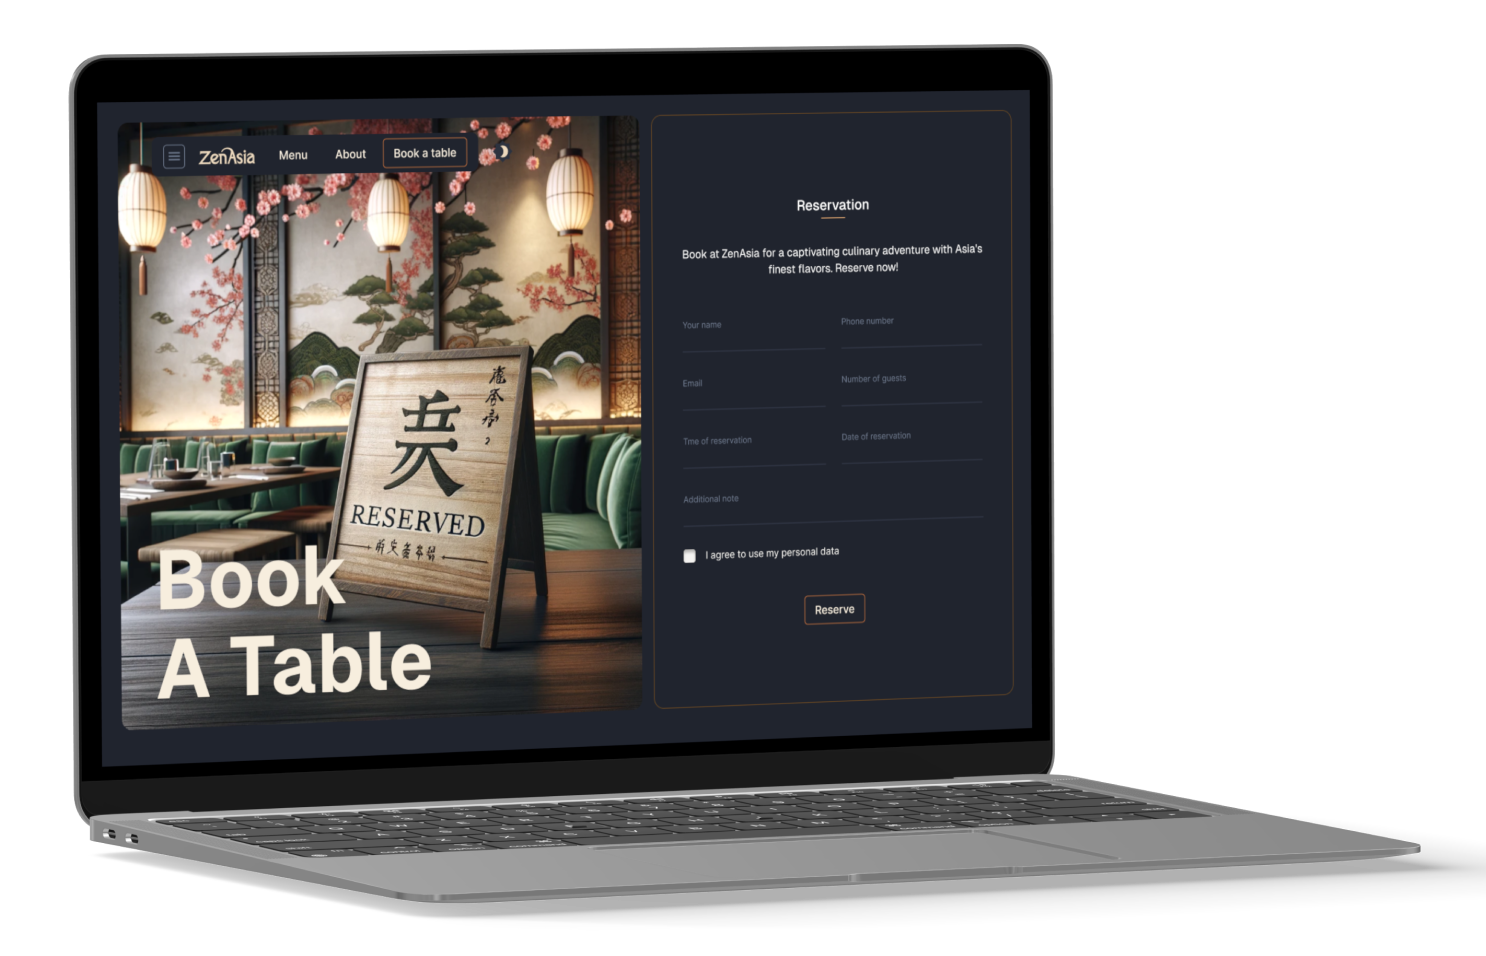 ZenAsia
Menu
About
Book a table
RESERVED
Book
A Table
Reservation
Book at ZenAsia for a captivating culinary adventure with Asia's
finest flavors. Reserve now!
Your name
Phone number
Email
Number of guests
Tme of reservation
Date of reservation
Additional note
I agree to use my personal data
Reserve